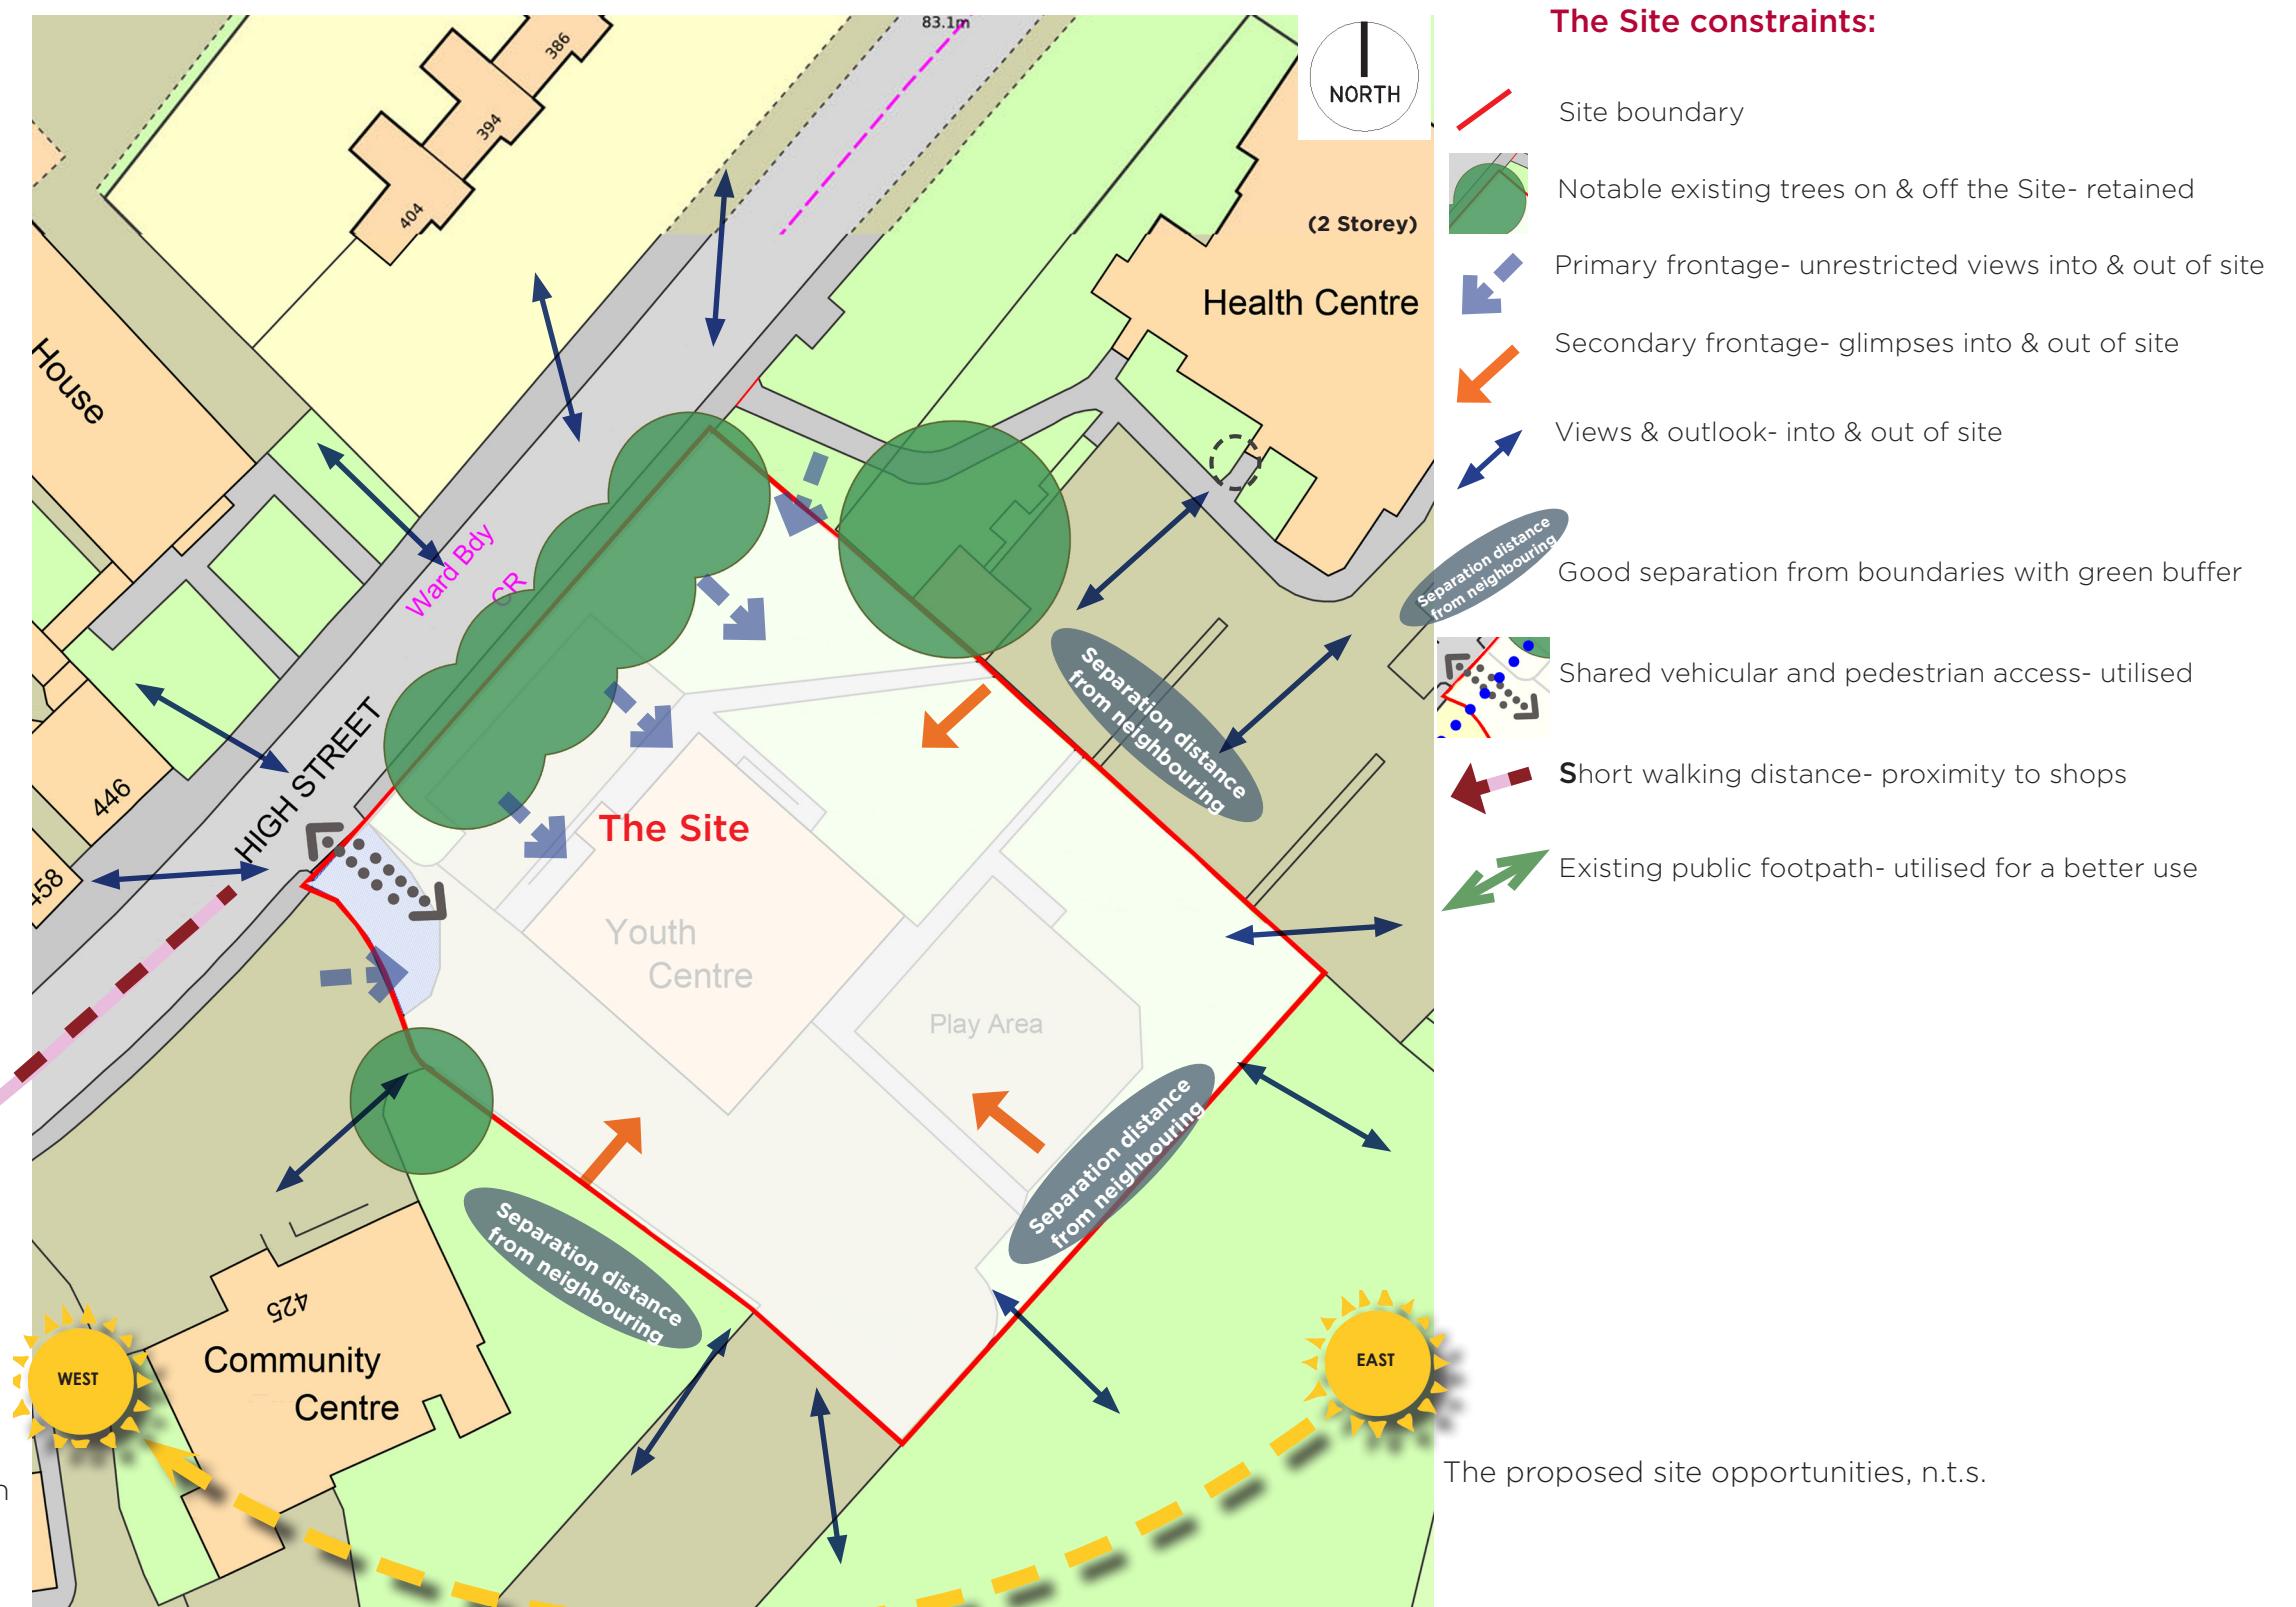 83.1m
386
394
404
NORTH
(2 Storey)
Health Centre
House
Ward Bdy
CR
HIGH STREET
446
458
The Site
Youth
Centre
Play Area
Separation distance
from neighbouring
Separation distance
from neighbouring
Separation distance
from neighbouring
425
Community
Centre
WEST
EAST
n
The Site constraints:
Site boundary
Notable existing trees on & off the Site- retained
Primary frontage- unrestricted views into & out of site
Secondary frontage- glimpses into & out of site
Views & outlook- into & out of site
Separation distance
from neighbouring
Good separation from boundaries with green buffer
Shared vehicular and pedestrian access- utilised
Short walking distance- proximity to shops
Existing public footpath- utilised for a better use
The proposed site opportunities, n.t.s.